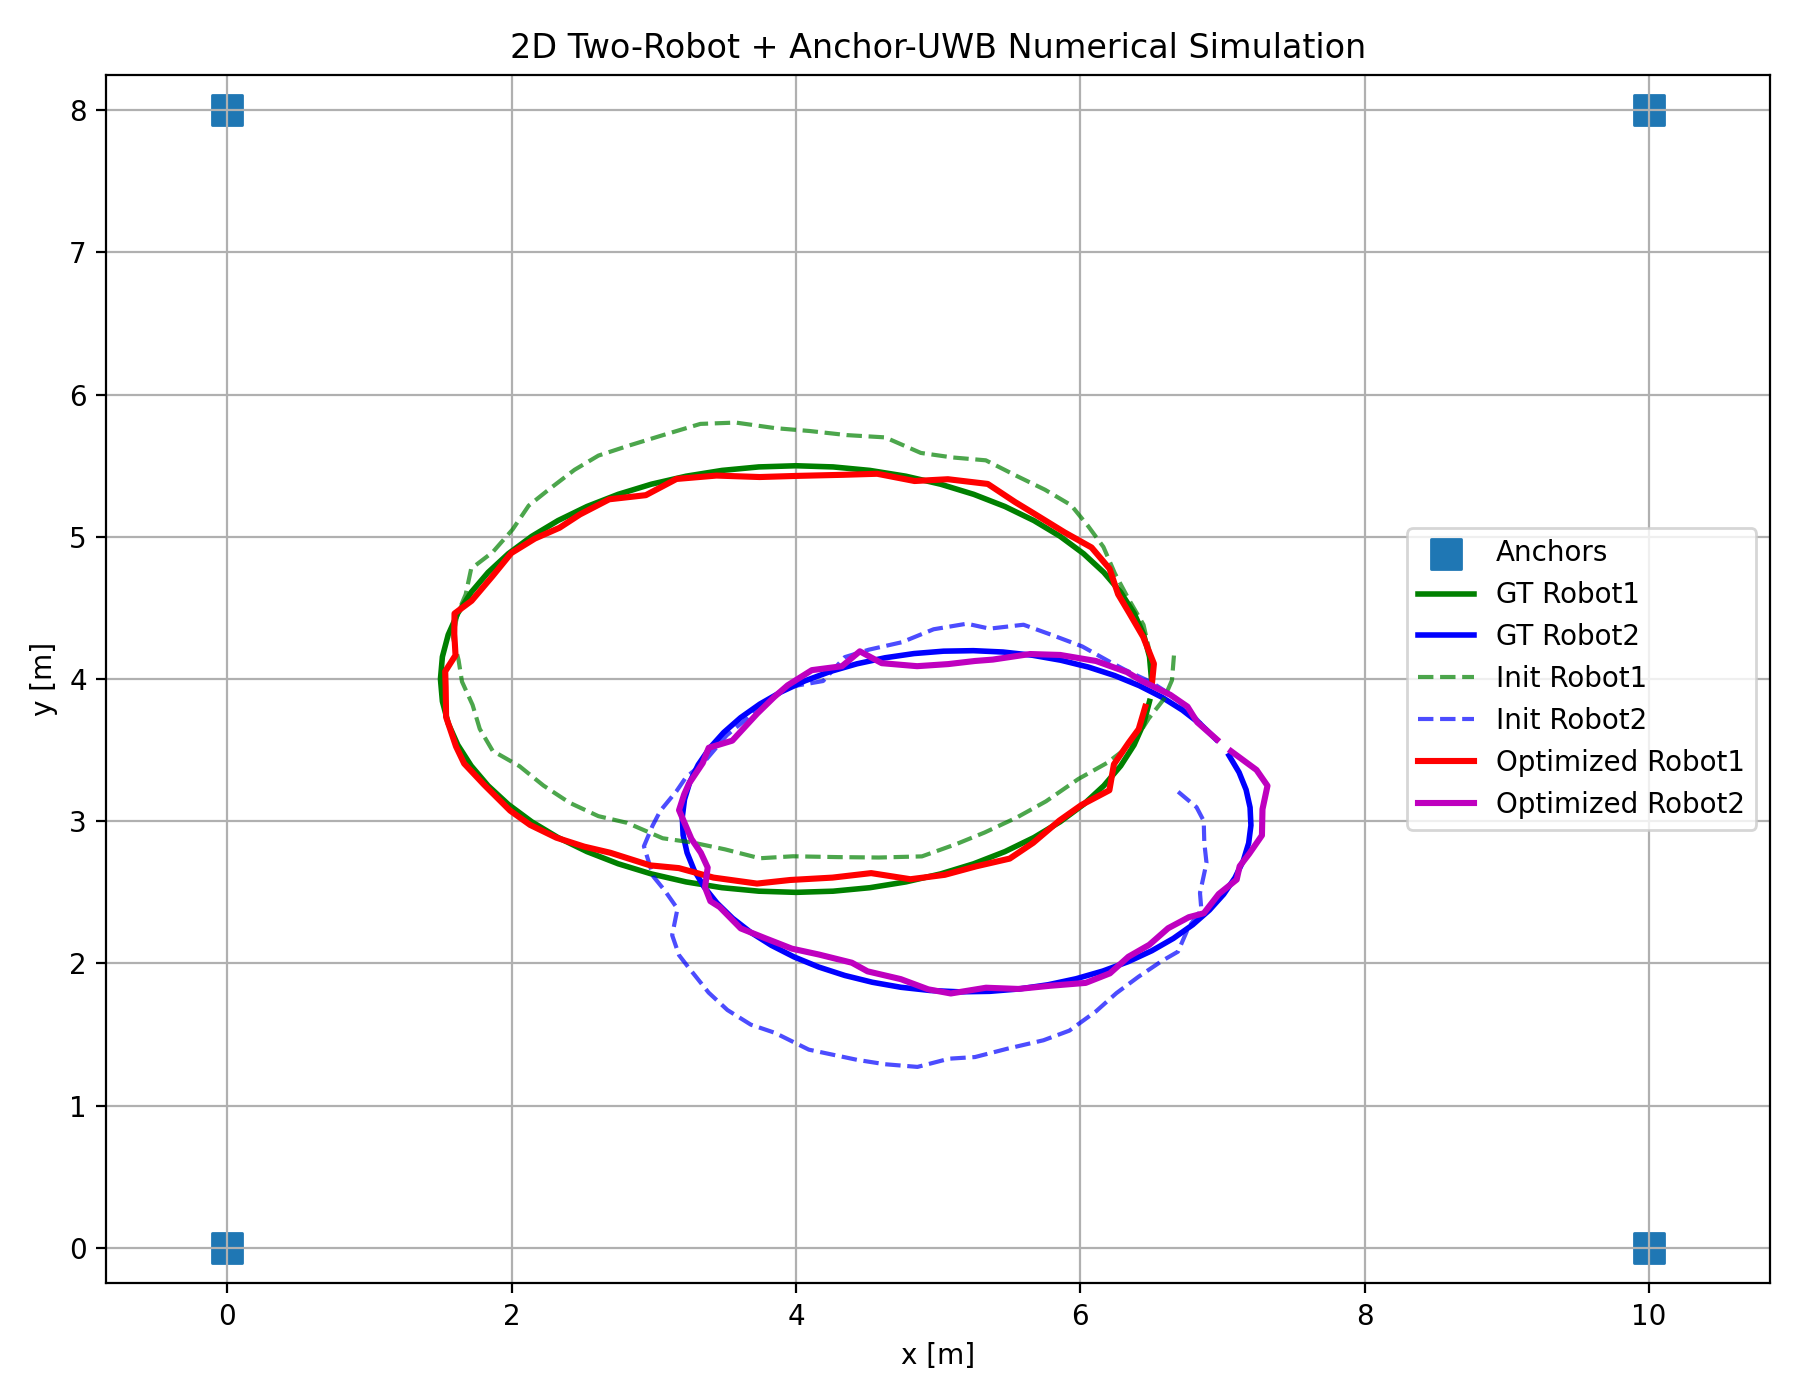 2D Two-Robot + Anchor-UWB Numerical Simulation
8
7
6
5
4
3
2
1
0
y [m]
Anchors
GT Robot1
GT Robot2
Init Robot1
Init Robot2
Optimized Robot1
Optimized Robot2
0 2 4 6 8 10
x [m]